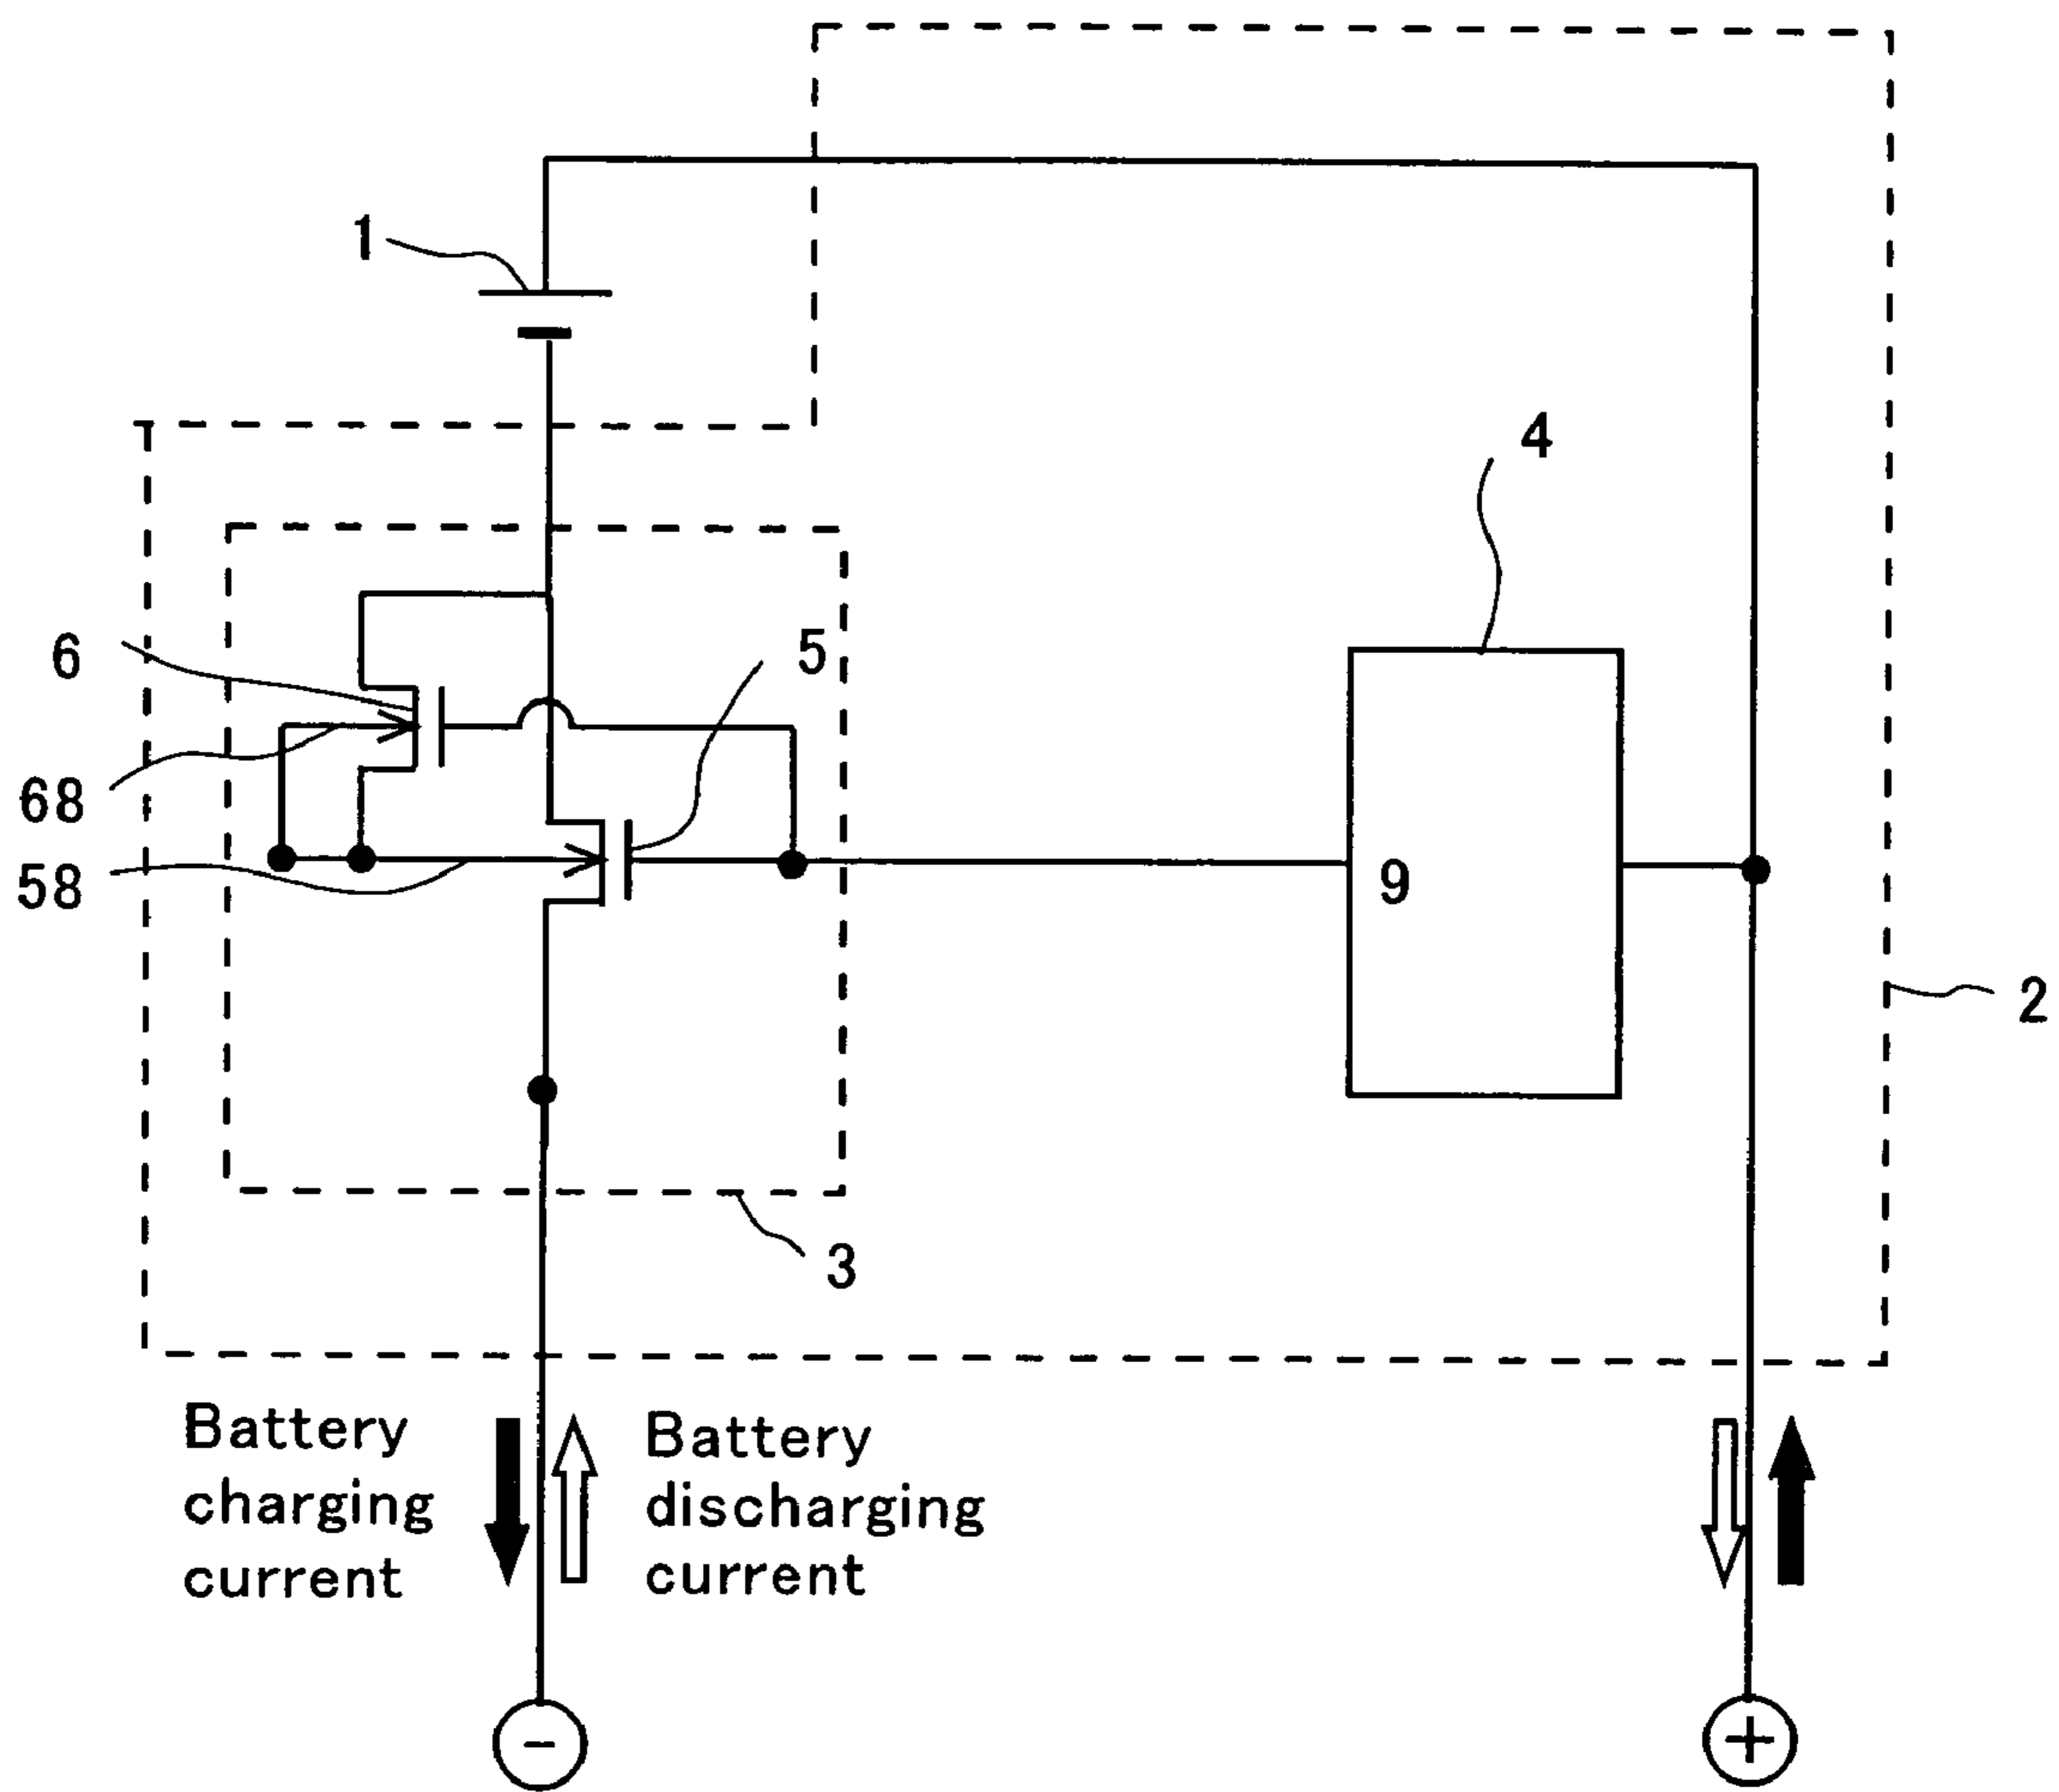 1
4
6
5
68
58
9
2
3
Battery
charging
current
Battery
discharging
current
-
+